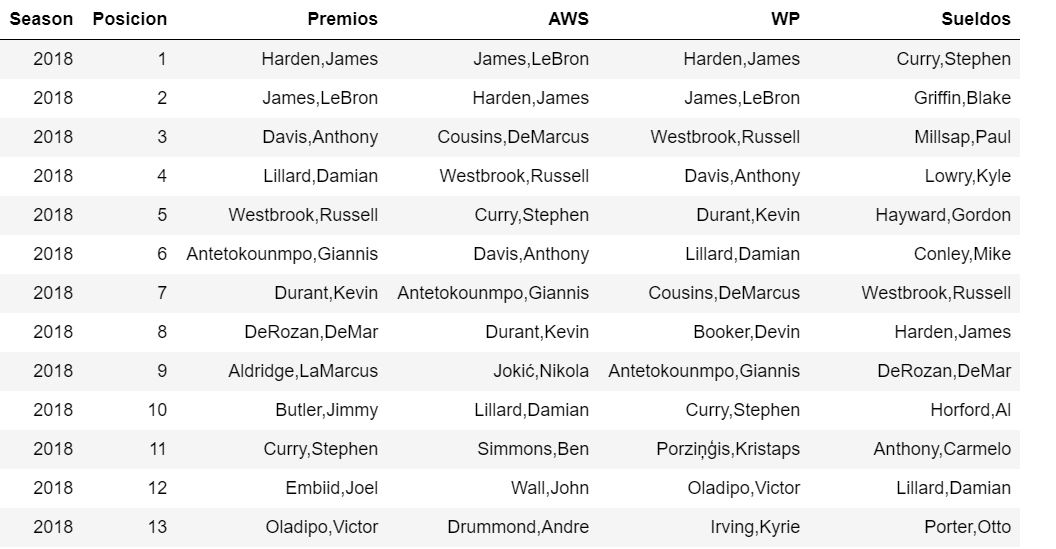 Season Posicion Premios AWS WP Sueldos
2018 1 Harden,James James,LeBron Harden,James Curry,Stephen
2018 2 James,LeBron Harden,James James,LeBron Griffin,Blake
2018 3 Davis,Anthony Cousins,DeMarcus Westbrook,Russell Millsap,Paul
2018 4 Lillard,Damian Westbrook,Russell Davis,Anthony Lowry,Kyle
2018 5 Westbrook,Russell Curry,Stephen Durant,Kevin Hayward,Gordon
2018 6 Antetokounmpo,Giannis Davis,Anthony Lillard,Damian Conley,Mike
2018 7 Durant,Kevin Antetokounmpo,Giannis Cousins,DeMarcus Westbrook,Russell
2018 8 DeRozan,DeMar Durant,Kevin Booker,Devin Harden,James
2018 9 Aldridge,LaMarcus Jokić,Nikola Antetokounmpo,Giannis DeRozan,DeMar
2018 10 Butler,Jimmy Lillard,Damian Curry,Stephen Horford,Al
2018 11 Curry,Stephen Simmons,Ben Porziņģis,Kristaps Anthony,Carmelo
2018 12 Embiid,Joel Wall,John Oladipo,Victor Lillard,Damian
2018 13 Oladipo,Victor Drummond,Andre Irving,Kyrie Porter,Otto